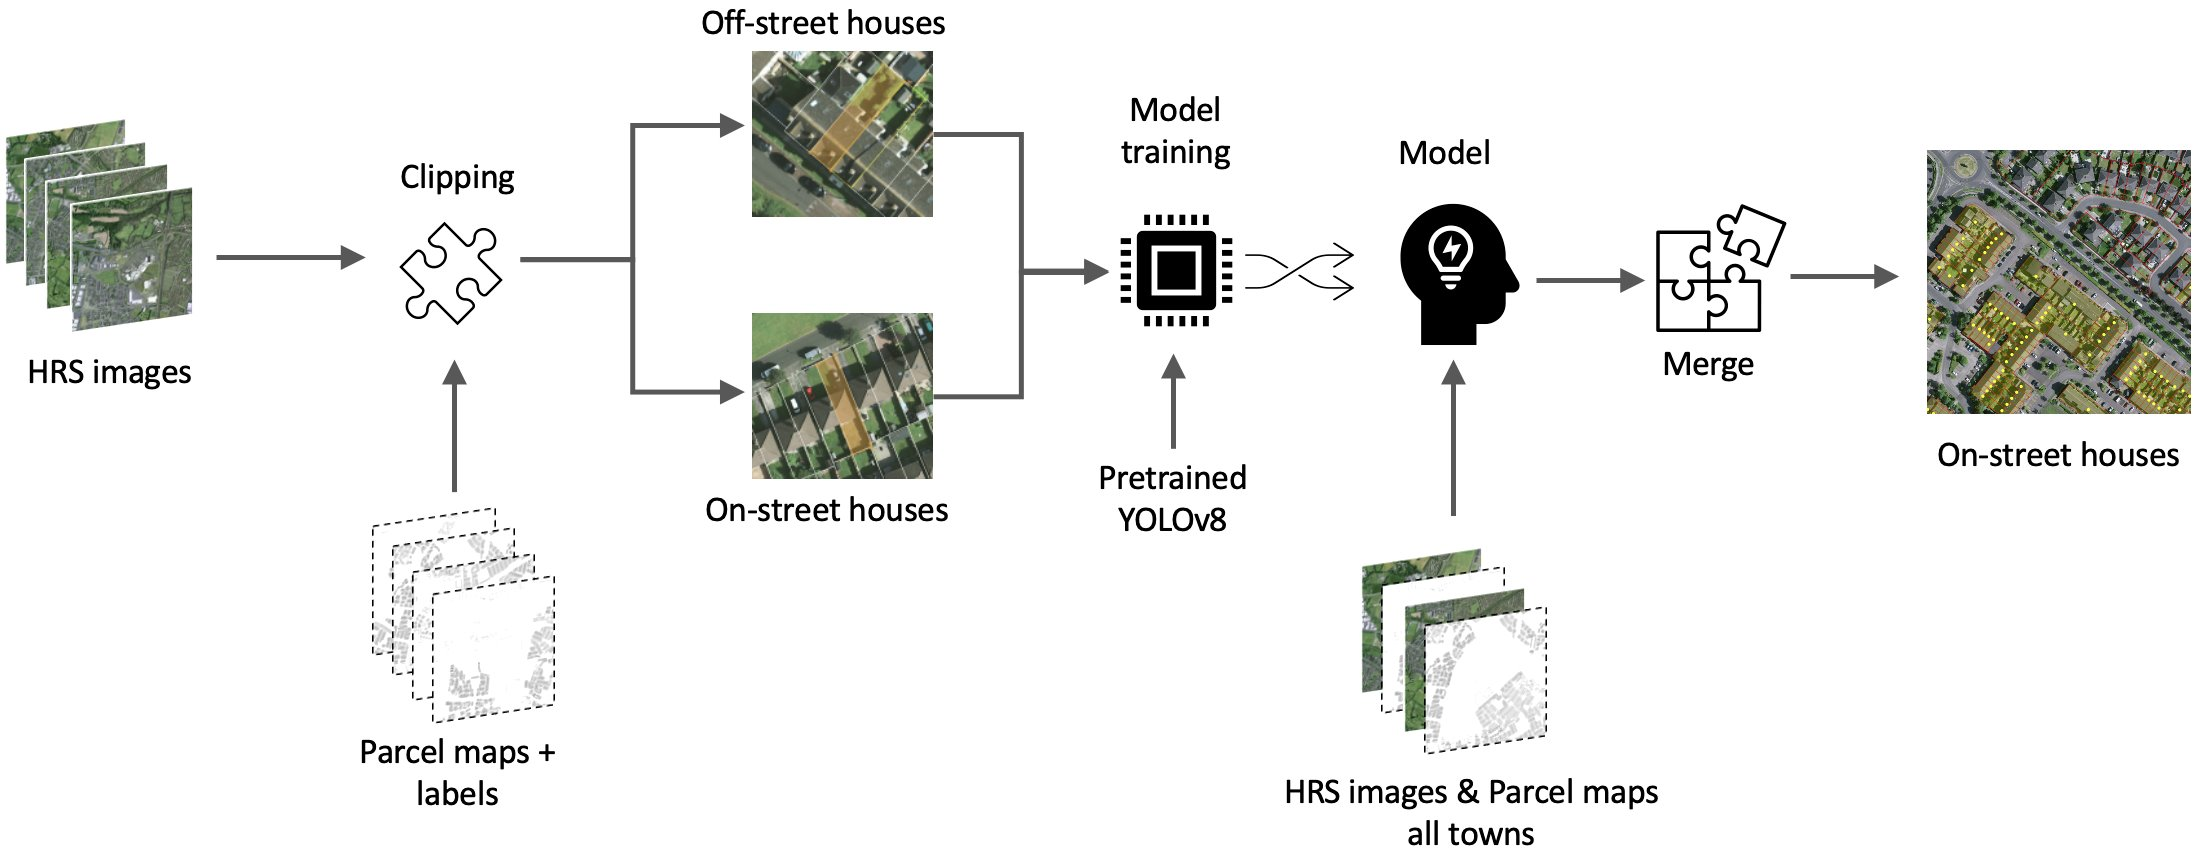 Off-street houses
Model
training
Model
Clipping
HRS images
Merge
On-street houses
Pretrained
YOLOv8
On-street houses
Parcel maps +
labels
HRS images & Parcel maps
all towns